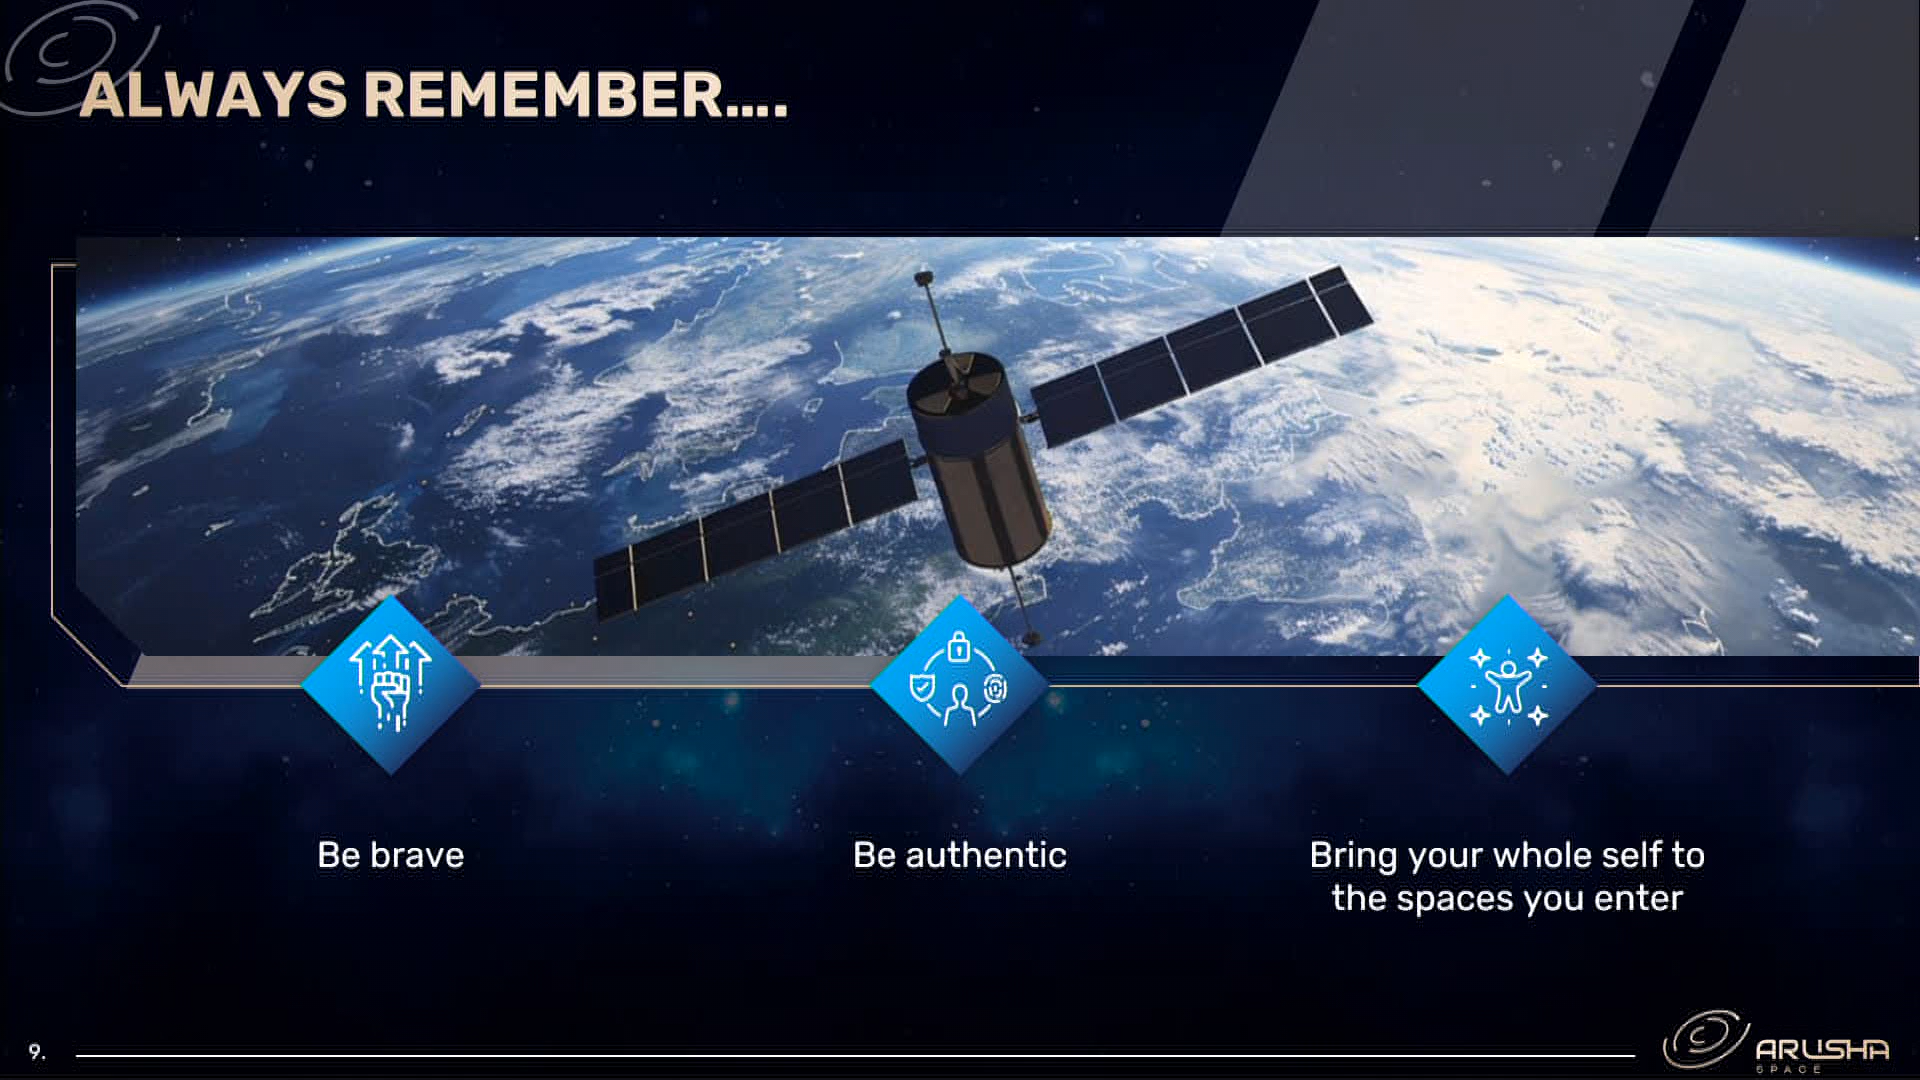 ALWAYS REMEMBER....
Be brave
Be authentic
Bring your whole self to
the spaces you enter
9.
ARUSHA
SPACE